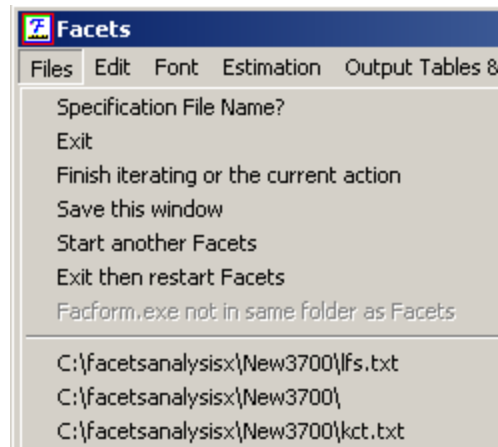 Facets
Files Edit Font Estimation Output Tables &
Specification File Name?
Exit
Finish iterating or the current action
Save this window
Start another Facets
Exit then restart Facets
Facform.exe not in same folder as Facets
C:\facetsanalysisx\New3700\lfs.txt
C:\facetsanalysisx\New3700\
C:\facetsanalysisx\New3700\kct.txt